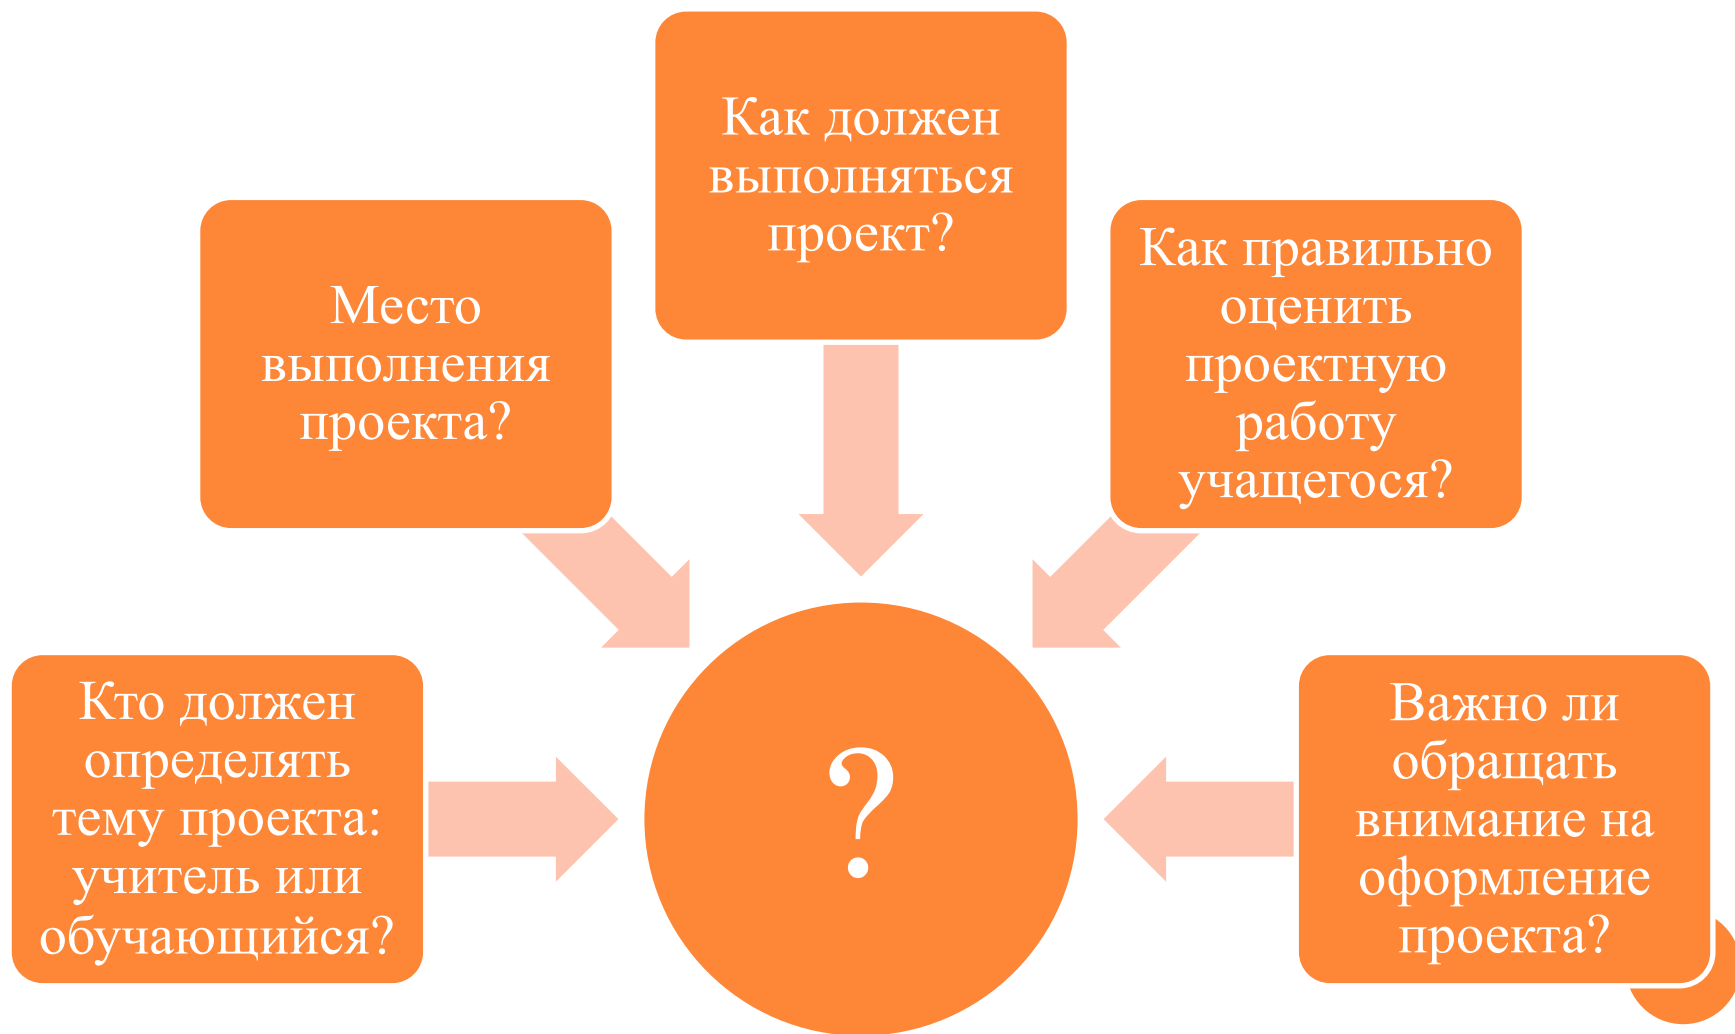 Как должен
выполняться
проект?
Место
выполнения
проекта?
Как правильно
оценить
проектную
работу
учащегося?
Кто должен
определять
тему проекта:
учитель или
обучающийся?
?
Важно ли
обращать
внимание на
оформление
проекта?